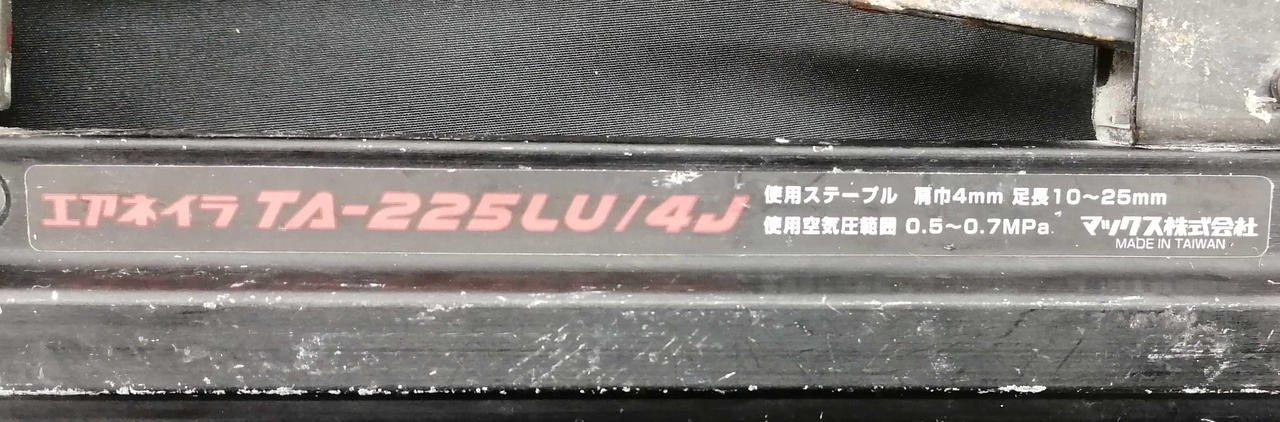 エアネイラ TA-225LU/4J
使用ステープル 肩巾4mm 足長10～25mm
使用空気圧範囲 0.5～0.7MPa マックス株式会社
MADE IN TAIWAN